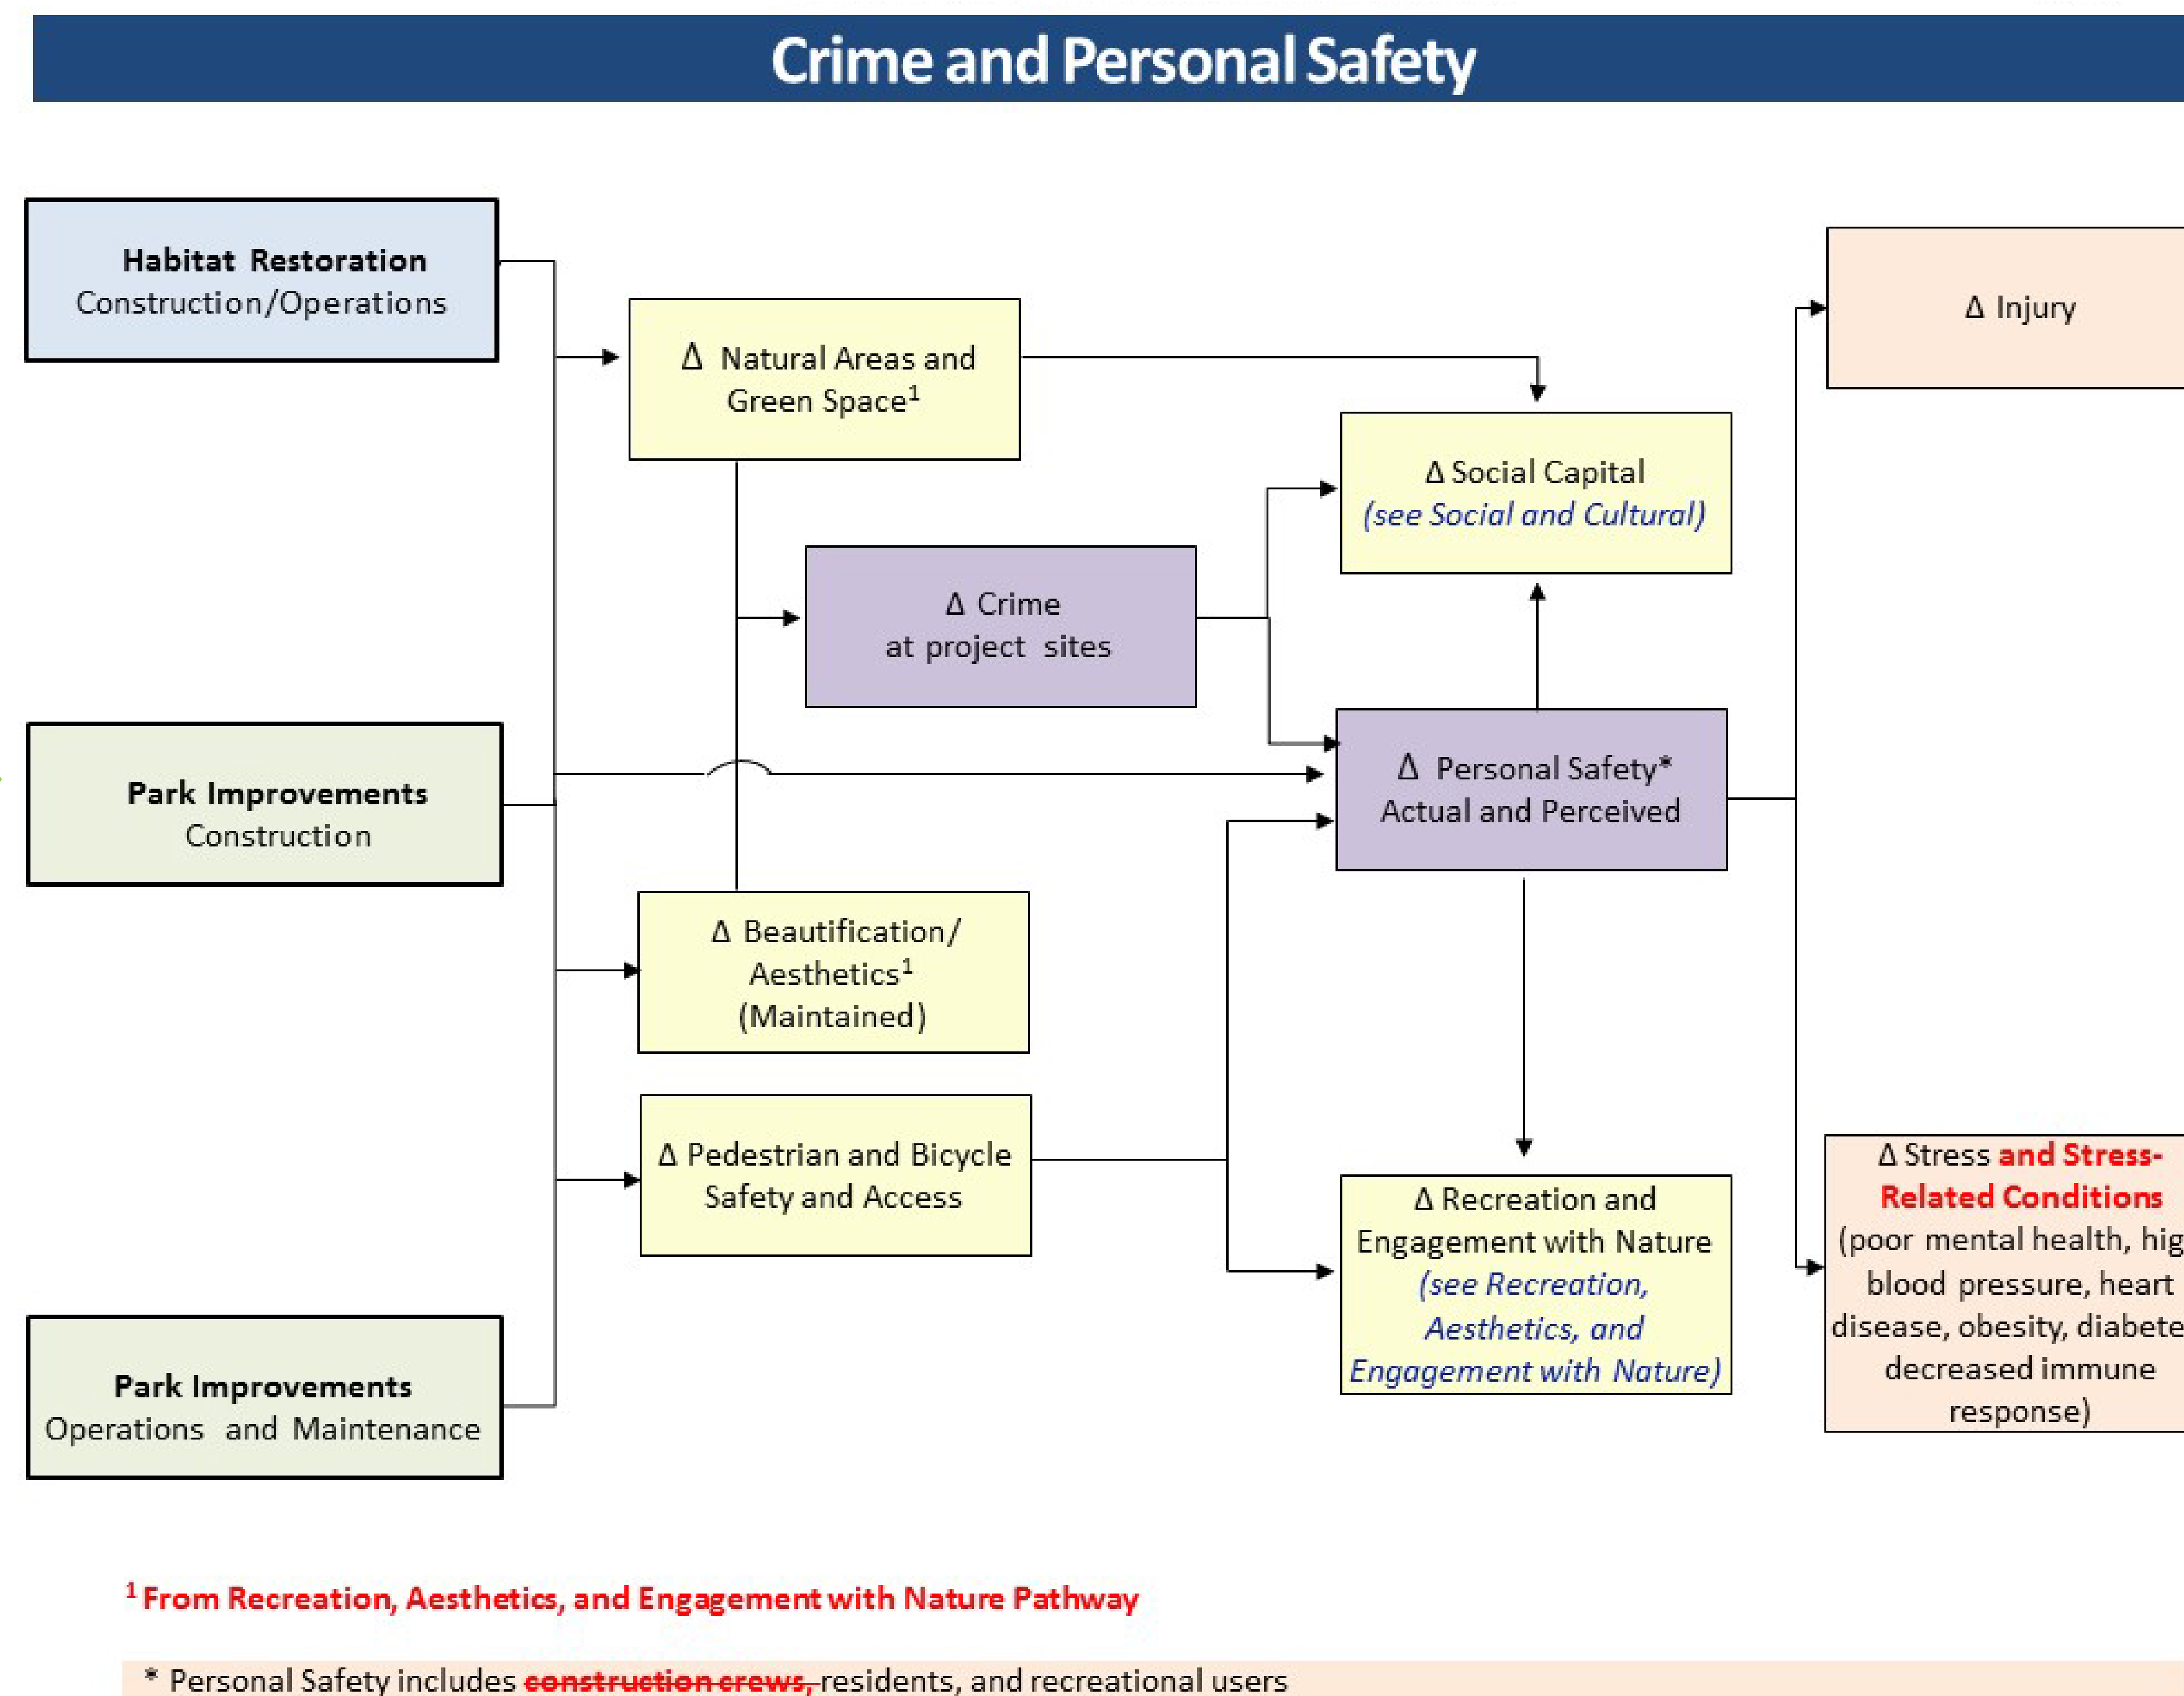 Crime and Personal Safety
Habitat Restoration
Construction/Operations
Δ Natural Areas and
Green Space¹
Δ Injury
Δ Social Capital
(see Social and Cultural)
Δ Crime
at project sites
Park Improvements
Construction
Δ Personal Safety*
Actual and Perceived
Δ Beautification/
Aesthetics¹
(Maintained)
Δ Pedestrian and Bicycle
Safety and Access
Δ Recreation and
Engagement with Nature
(see Recreation,
Aesthetics, and
Engagement with Nature)
Δ Stress and Stress-
Related Conditions
(poor mental health, hig
blood pressure, heart
disease, obesity, diabete
decreased immune
response)
Park Improvements
Operations and Maintenance
¹ From Recreation, Aesthetics, and Engagement with Nature Pathway
* Personal Safety includes construction crews, residents, and recreational users